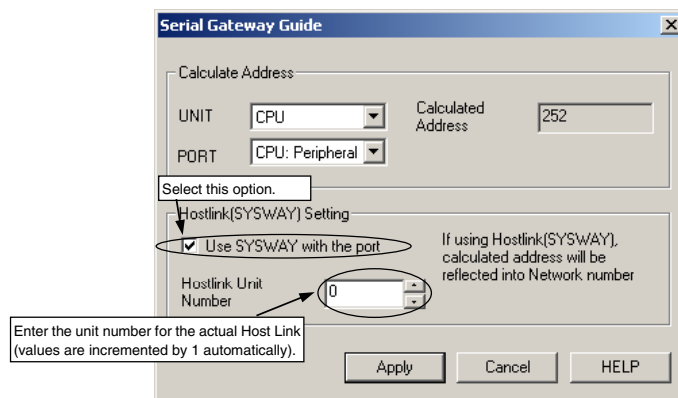 Serial Gateway Guide
Calculate Address
UNIT
CPU
Calculated
Address
252
PORT
CPU: Peripheral
Select this option.
Hostlink(SYSWAY) Setting
Use SYSWAY with the port
If using Hostlink(SYSWAY),
calculated address will be
reflected into Network number
Hostlink Unit
Number
0
Enter the unit number for the actual Host Link
(values are incremented by 1 automatically).
Apply
Cancel
HELP